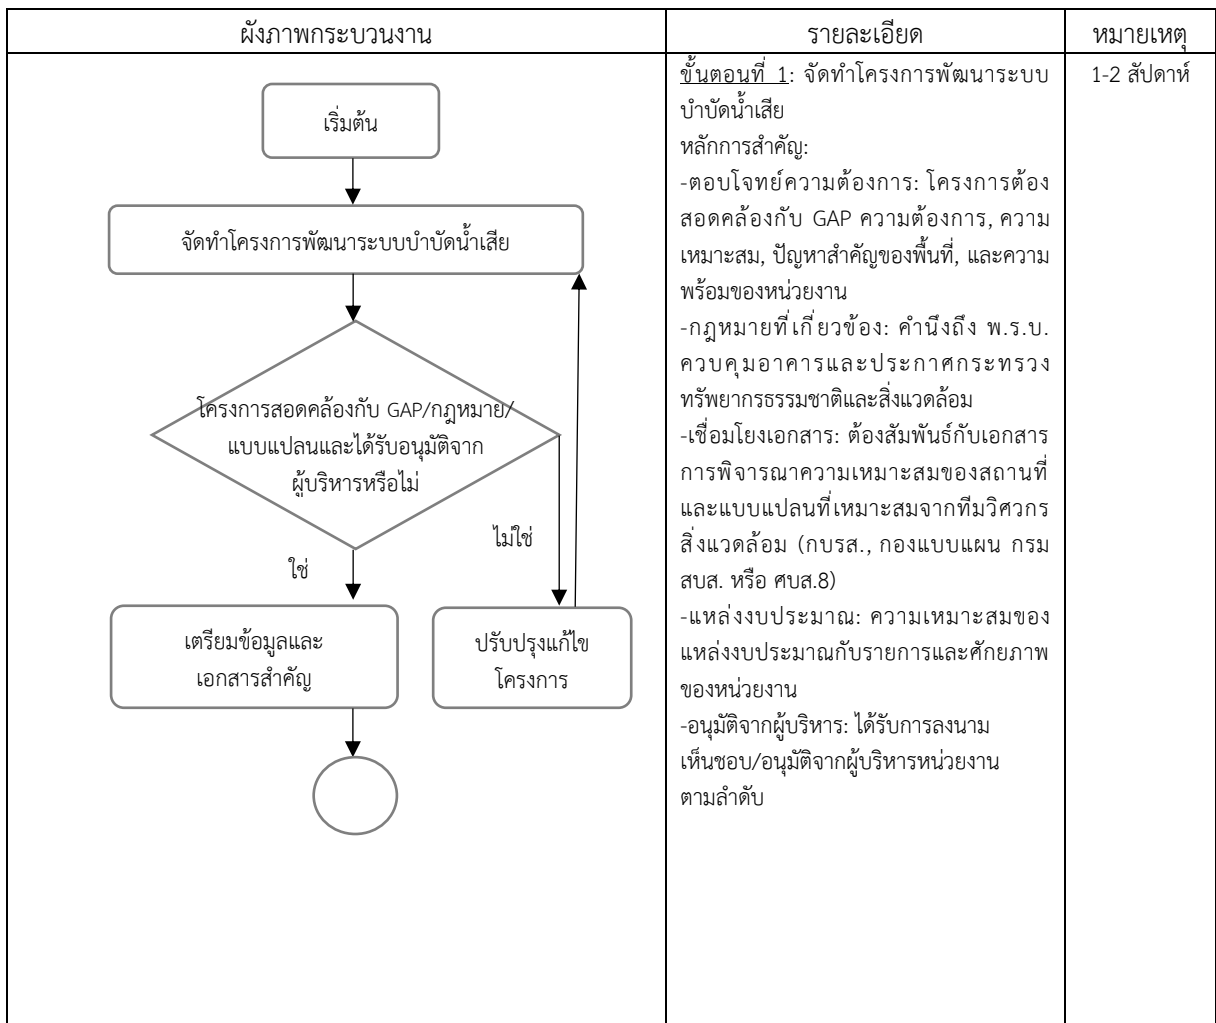 ผังภาพกระบวนงาน
รายละเอียด
หมายเหตุ
เริ่มต้น
จัดทำโครงการพัฒนาระบบบำบัดน้ำเสีย
โครงการสอดคล้องกับ GAP/กฎหมาย/
แบบแปลนและได้รับอนุมัติจาก
ผู้บริหารหรือไม่
ไม่ใช่
ใช่
เตรียมข้อมูลและ
เอกสารสำคัญ
ปรับปรุงแก้ไข
โครงการ
ขั้นตอนที่ 1: จัดทำโครงการพัฒนาระบบ
บำบัดน้ำเสีย
หลักการสำคัญ:
-ตอบโจทย์ความต้องการ: โครงการต้อง
สอดคล้องกับ GAP ความต้องการ, ความ
เหมาะสม, ปัญหาสำคัญของพื้นที่, และความ
พร้อมของหน่วยงาน
-กฎหมายที่เกี่ยวข้อง: คำนึงถึง พ.ร.บ.
ควบคุมอาคารและประกาศกระทรวง
ทรัพยากรธรรมชาติและสิ่งแวดล้อม
-เชื่อมโยงเอกสาร: ต้องสัมพันธ์กับเอกสาร
การพิจารณาความเหมาะสมของสถานที่
และแบบแปลนที่เหมาะสมจากทีมวิศวกร
สิ่งแวดล้อม (กบรส., กองแบบแผน กรม
สบส. หรือ ศบส.8)
-แหล่งงบประมาณ: ความเหมาะสมของ
แหล่งงบประมาณกับรายการและศักยภาพ
ของหน่วยงาน
-อนุมัติจากผู้บริหาร: ได้รับการลงนาม
เห็นชอบ/อนุมัติจากผู้บริหารหน่วยงาน
ตามลำดับ
1-2 สัปดาห์